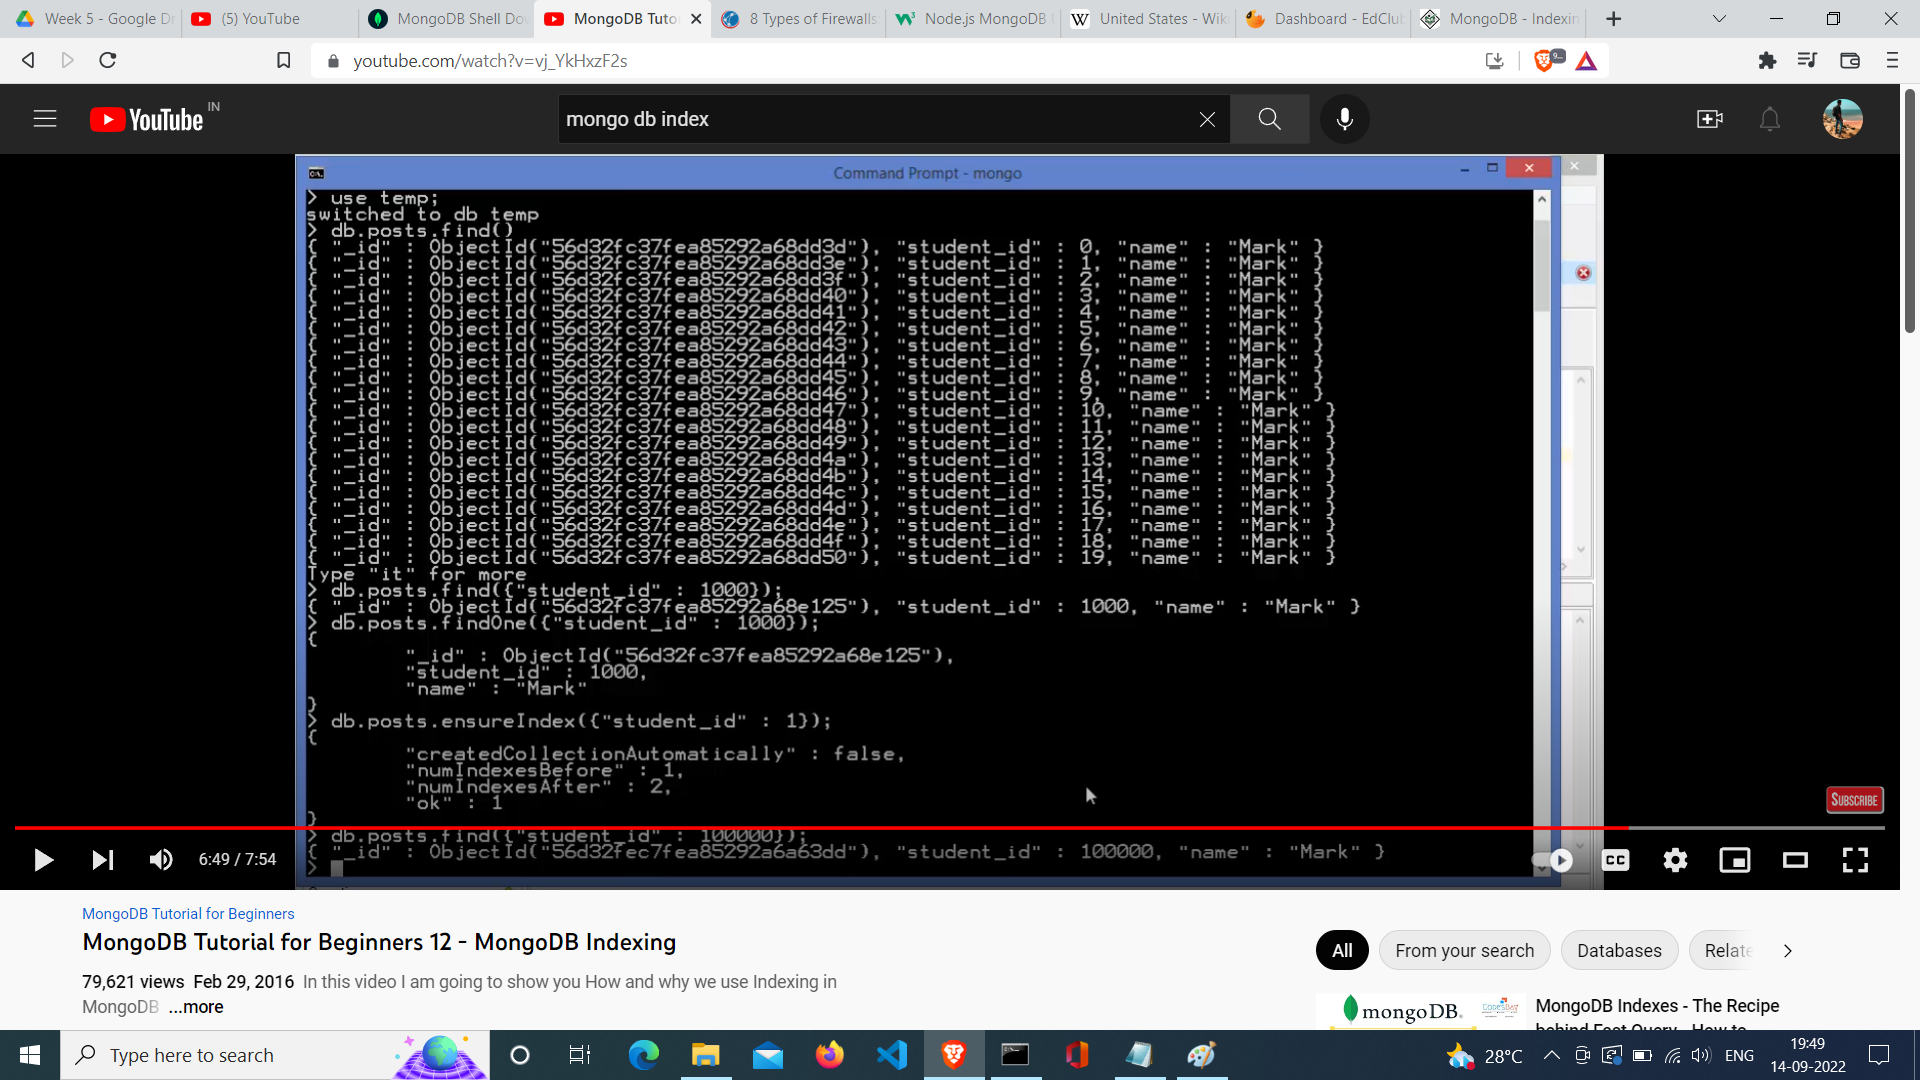 Week 5 - Google Dr
(5) YouTube
MongoDB Shell Do
MongoDB Tuto
8 Types of Firewalls
Node.js MongoDB
United States - Wik
Dashboard - EdClub
MongoDB - Indexin
youtube.com/watch?v=vj_YkHxzF2s
YouTube IN
mongo db index
Command Prompt - mongo
> use temp;
switched to db temp
> db.posts.find()
{ "_id" : ObjectId("56d32fc37fea85292a68dd3d"), "student_id" : 0, "name" : "Mark" }
{ "_id" : ObjectId("56d32fc37fea85292a68dd3e"), "student_id" : 1, "name" : "Mark" }
{ "_id" : ObjectId("56d32fc37fea85292a68dd3f"), "student_id" : 2, "name" : "Mark" }
{ "_id" : ObjectId("56d32fc37fea85292a68dd40"), "student_id" : 3, "name" : "Mark" }
{ "_id" : ObjectId("56d32fc37fea85292a68dd41"), "student_id" : 4, "name" : "Mark" }
{ "_id" : ObjectId("56d32fc37fea85292a68dd42"), "student_id" : 5, "name" : "Mark" }
{ "_id" : ObjectId("56d32fc37fea85292a68dd43"), "student_id" : 6, "name" : "Mark" }
{ "_id" : ObjectId("56d32fc37fea85292a68dd44"), "student_id" : 7, "name" : "Mark" }
{ "_id" : ObjectId("56d32fc37fea85292a68dd45"), "student_id" : 8, "name" : "Mark" }
{ "_id" : ObjectId("56d32fc37fea85292a68dd46"), "student_id" : 9, "name" : "Mark" }
{ "_id" : ObjectId("56d32fc37fea85292a68dd47"), "student_id" : 10, "name" : "Mark" }
{ "_id" : ObjectId("56d32fc37fea85292a68dd48"), "student_id" : 11, "name" : "Mark" }
{ "_id" : ObjectId("56d32fc37fea85292a68dd49"), "student_id" : 12, "name" : "Mark" }
{ "_id" : ObjectId("56d32fc37fea85292a68dd4a"), "student_id" : 13, "name" : "Mark" }
{ "_id" : ObjectId("56d32fc37fea85292a68dd4b"), "student_id" : 14, "name" : "Mark" }
{ "_id" : ObjectId("56d32fc37fea85292a68dd4c"), "student_id" : 15, "name" : "Mark" }
{ "_id" : ObjectId("56d32fc37fea85292a68dd4d"), "student_id" : 16, "name" : "Mark" }
{ "_id" : ObjectId("56d32fc37fea85292a68dd4e"), "student_id" : 17, "name" : "Mark" }
{ "_id" : ObjectId("56d32fc37fea85292a68dd4f"), "student_id" : 18, "name" : "Mark" }
{ "_id" : ObjectId("56d32fc37fea85292a68dd50"), "student_id" : 19, "name" : "Mark" }
Type "it" for more
> db.posts.find({"student_id" : 1000});
{ "_id" : ObjectId("56d32fc37fea85292a68e125"), "student_id" : 1000, "name" : "Mark" }
> db.posts.findOne({"student_id" : 1000});
{
"_id" : ObjectId("56d32fc37fea85292a68e125"),
"student_id" : 1000,
"name" : "Mark"
}
> db.posts.ensureIndex({"student_id" : 1});
{
"createdCollectionAutomatically" : false,
"numIndexesBefore" : 1,
"numIndexesAfter" : 2,
"ok" : 1
}
> db.posts.find({"student_id" : 100000});
{ "_id" : ObjectId("56d32fec7fea85292a6a63dd"), "student_id" : 100000, "name" : "Mark" }
>
SUBSCRIBE
6:49 / 7:54
CC
MongoDB Tutorial for Beginners
MongoDB Tutorial for Beginners 12 - MongoDB Indexing
79,621 views Feb 29, 2016 In this video I am going to show you How and why we use Indexing in
MongoDB ...more
All
From your search
Databases
Relate
mongoDB.
MongoDB Indexes - The Recipe
behind Fast Query - How to
Type here to search
28°C
ENG
19:49
14-09-2022